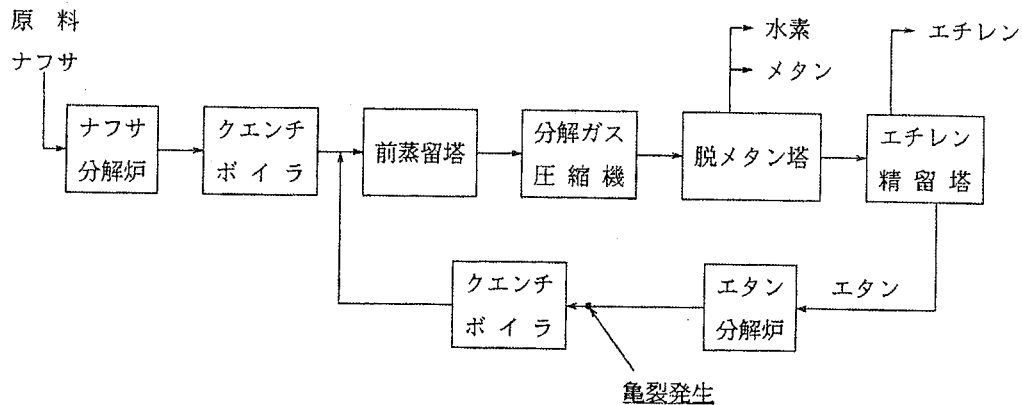 原料
ナフサ
ナフサ
分解炉
クエンチ
ボイラ
前蒸留塔
分解ガス
圧縮機
脱メタン塔
水素
メタン
エチレン
エチレン
精留塔
クエンチ
ボイラ
エタン
分解炉
エタン
亀裂発生